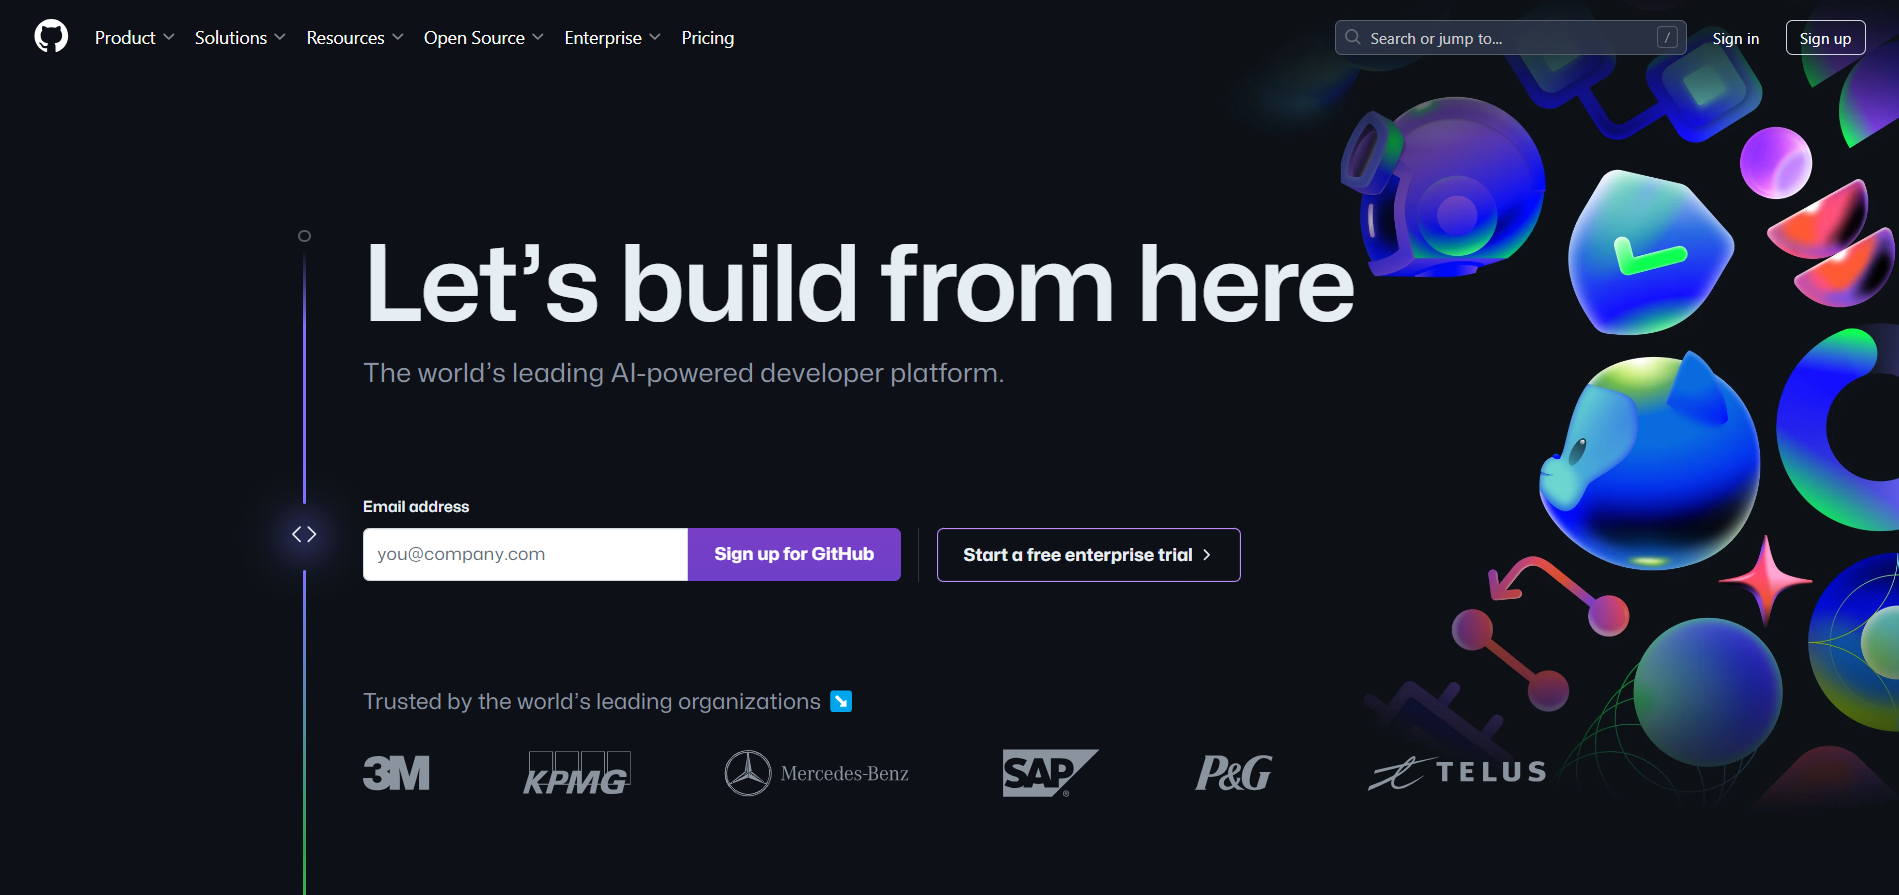 Product Solutions Resources Open Source Enterprise Pricing Search or jump to... / Sign in Sign up
Let’s build from here
The world’s leading AI-powered developer platform.
Email address
you@company.com Sign up for GitHub Start a free enterprise trial
Trusted by the world’s leading organizations
3M KPMG Mercedes-Benz SAP® P&G TELUS